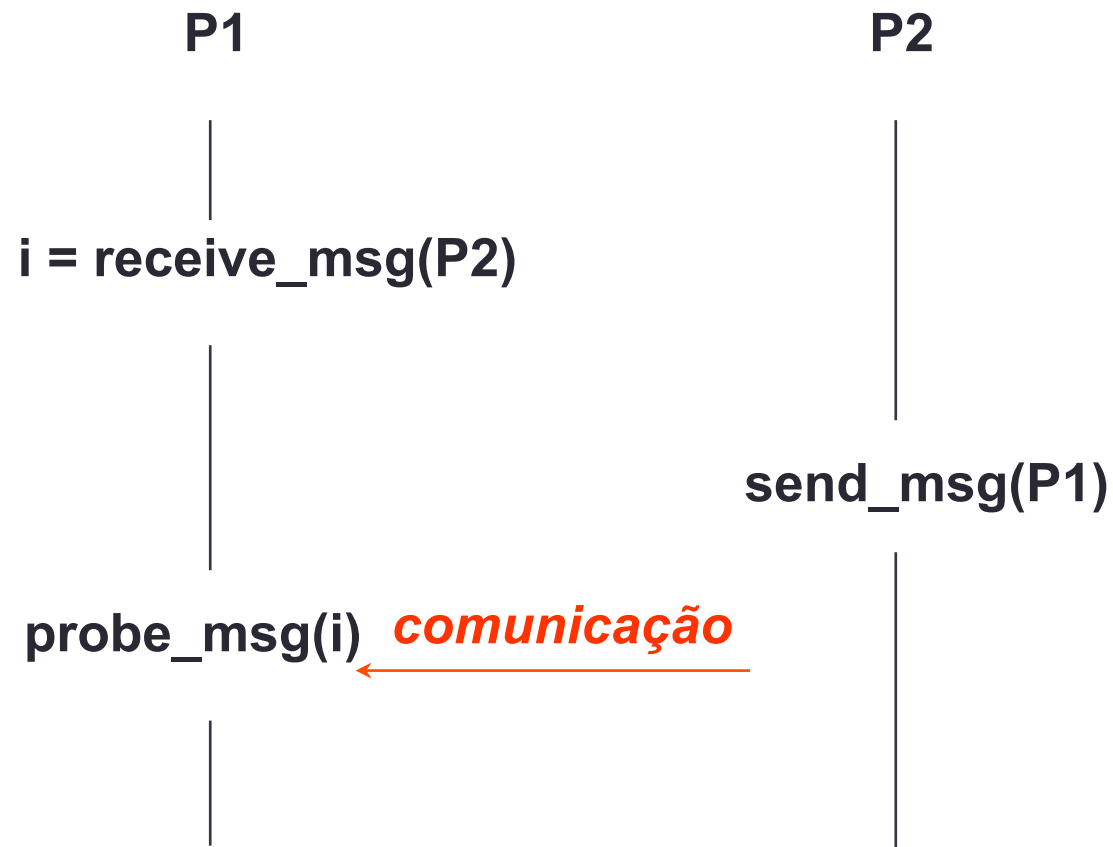 P1
P2
i = receive_msg(P2)
send_msg(P1)
probe_msg(i)
comunicação